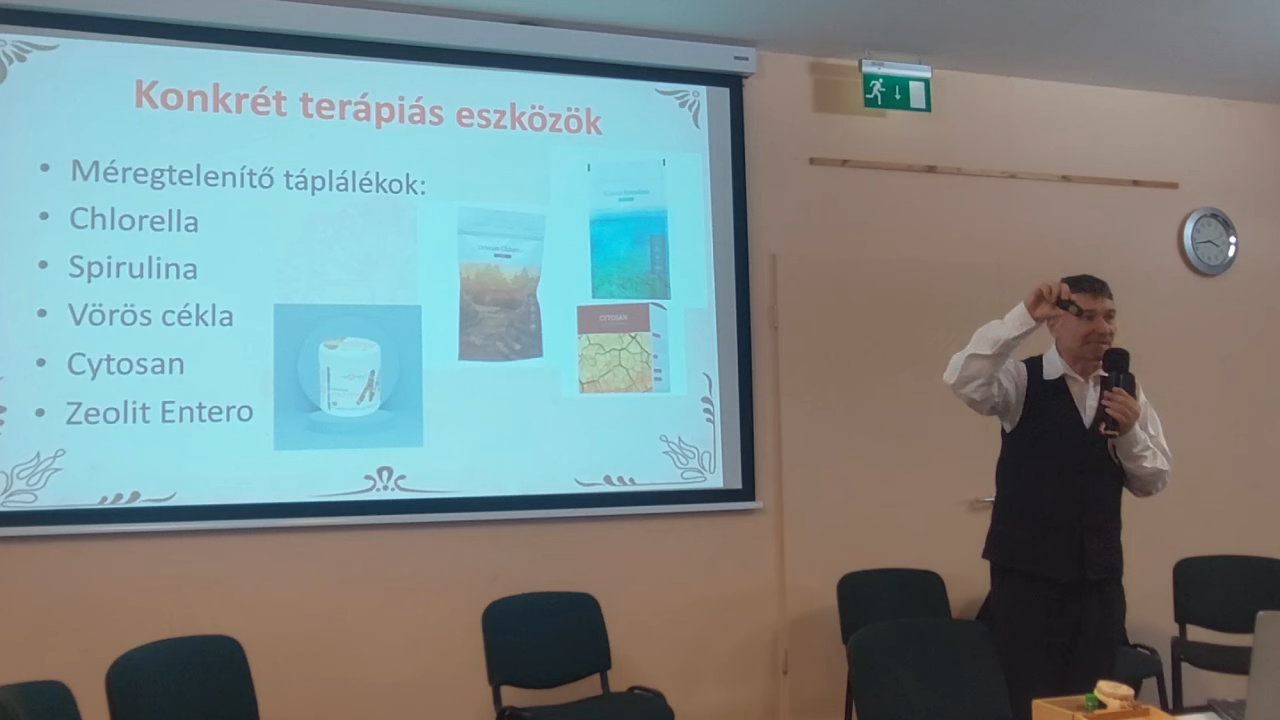 Konkrét terápiás eszközök
• Méregtelenítő táplálékok:
• Chlorella
• Spirulina
• Vörös cékla
• Cytosan
• Zeolit Entero
CYTOSAN